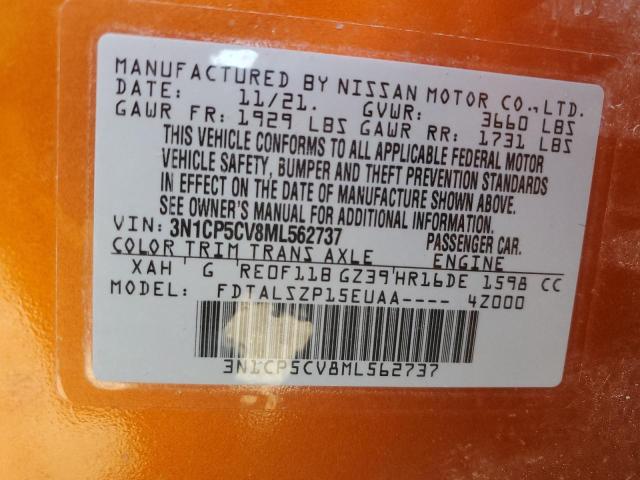 MANUFACTURED BY NISSAN MOTOR CO.,LTD.
DATE: 11/21. GVWR: 3660 LBS
GAWR FR: 1929 LBS GAWR RR: 1731 LBS
THIS VEHICLE CONFORMS TO ALL APPLICABLE FEDERAL MOTOR
VEHICLE SAFETY, BUMPER AND THEFT PREVENTION STANDARDS
IN EFFECT ON THE DATE OF MANUFACTURE SHOWN ABOVE.
SEE OWNER'S MANUAL FOR ADDITIONAL INFORMATION.
VIN: 3N1CP5CV8ML562737 PASSENGER CAR.
COLOR TRIM TRANS AXLE ENGINE
XAH ' G RE0F11B GZ39'HR16DE 1598 CC
MODEL: FDTALSZP15EUAA---- 4Z000
3N1CP5CV8ML562737